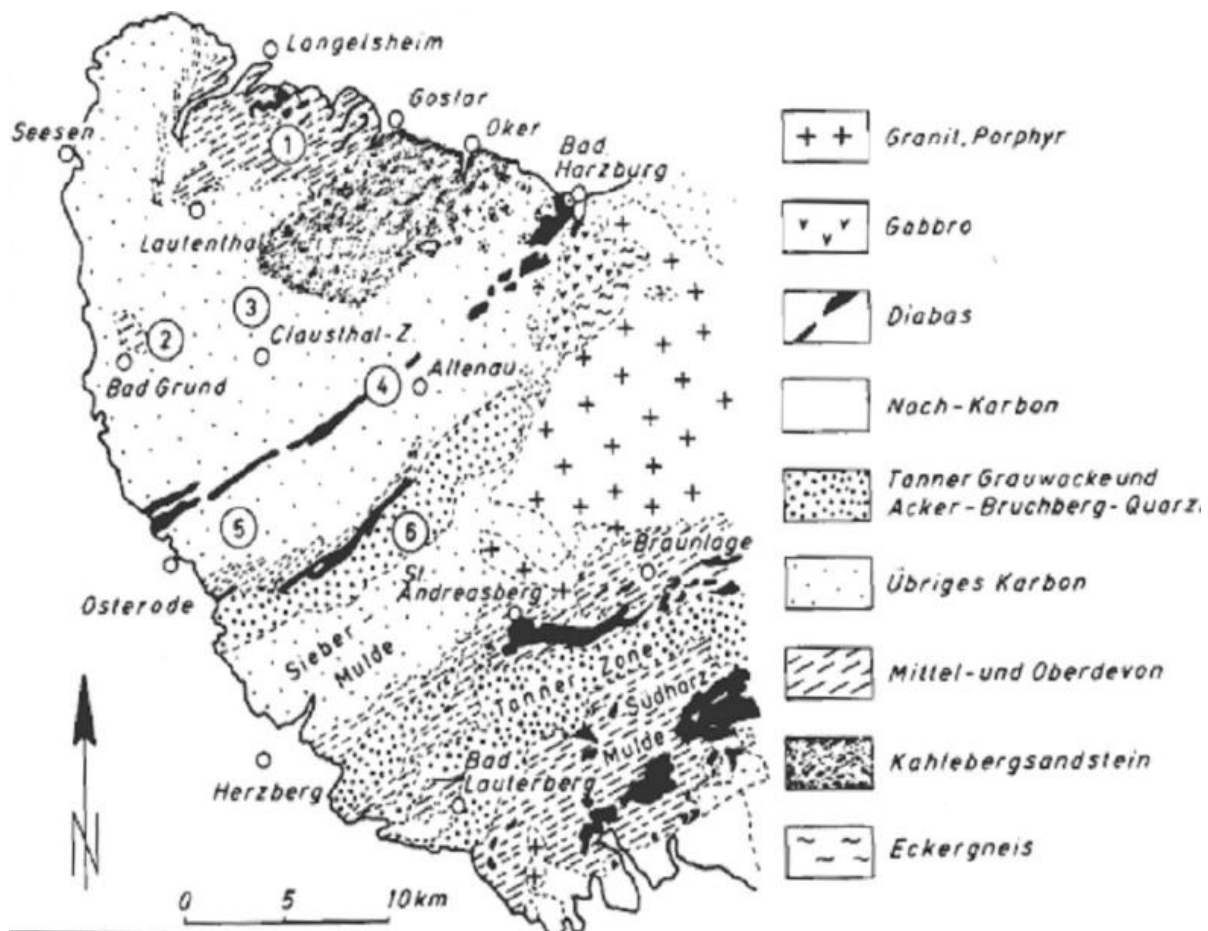 Langelsheim
Goslar
Oker
Bad
Harzburg
Seesen
1
Lautenthal
3
2
Clausthal-Z.
Bad Grund
4
Altenau
5
6
Braunlage
St.
Andreasberg
Osterode
Sieber
Mulde
Tanner Zone
Südharz
Mulde
Herzberg
Bad
Lauterberg
N
0 5 10 km
Granit, Porphyr
Gabbro
Diabas
Nach-Karbon
Tanner Grauwacke und
Acker-Bruchberg-Quarz.
Übriges Karbon
Mittel- und Oberdevon
Kahlebergsandstein
Eckergneis